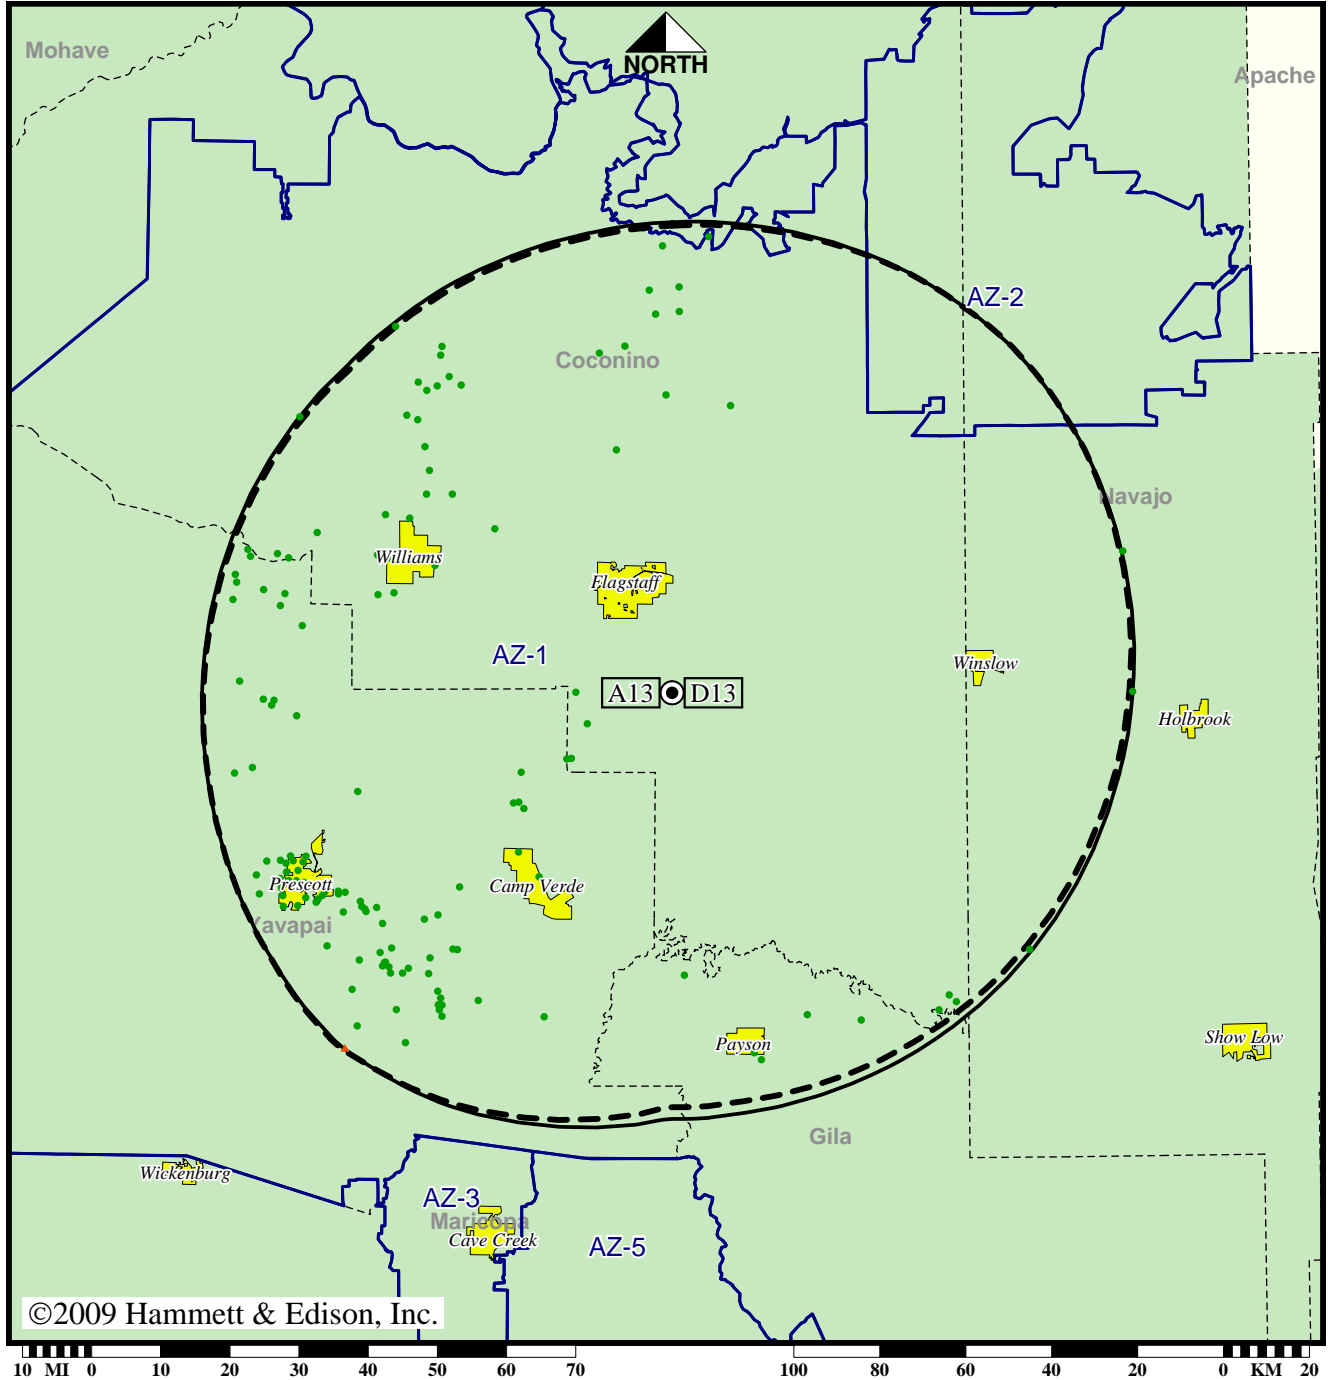 Mohave
NORTH
Apache
AZ-2
Coconino
Navajo
Williams
Flagstaff
AZ-1
Winslow
A13 D13
Holbrook
Prescott
Camp Verde
Yavapai
Payson
Show Low
Gila
Wickenburg
AZ-3
Maricopa
Cave Creek
AZ-5
©2009 Hammett & Edison, Inc.
10 MI 0 10 20 30 40 50 60 70 100 80 60 40 20 0 KM 20